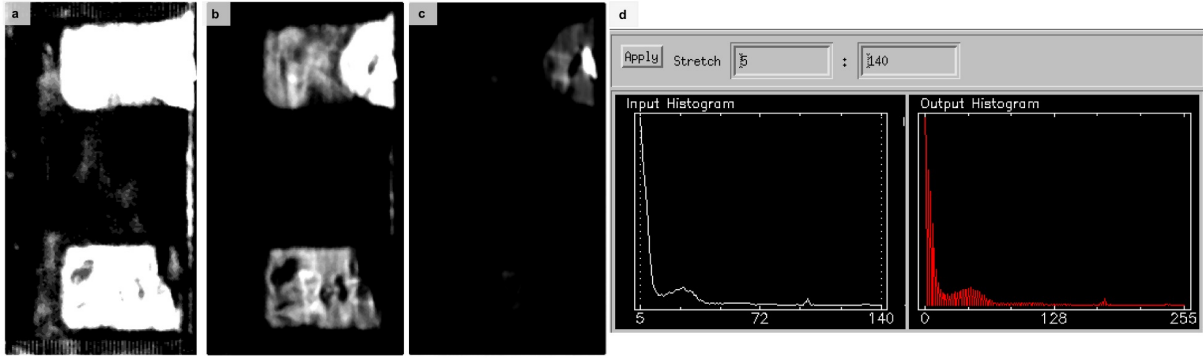 a
b
c
d
Apply Stretch 5 : 140
Input Histogram
5 72 140
Output Histogram
0 128 255